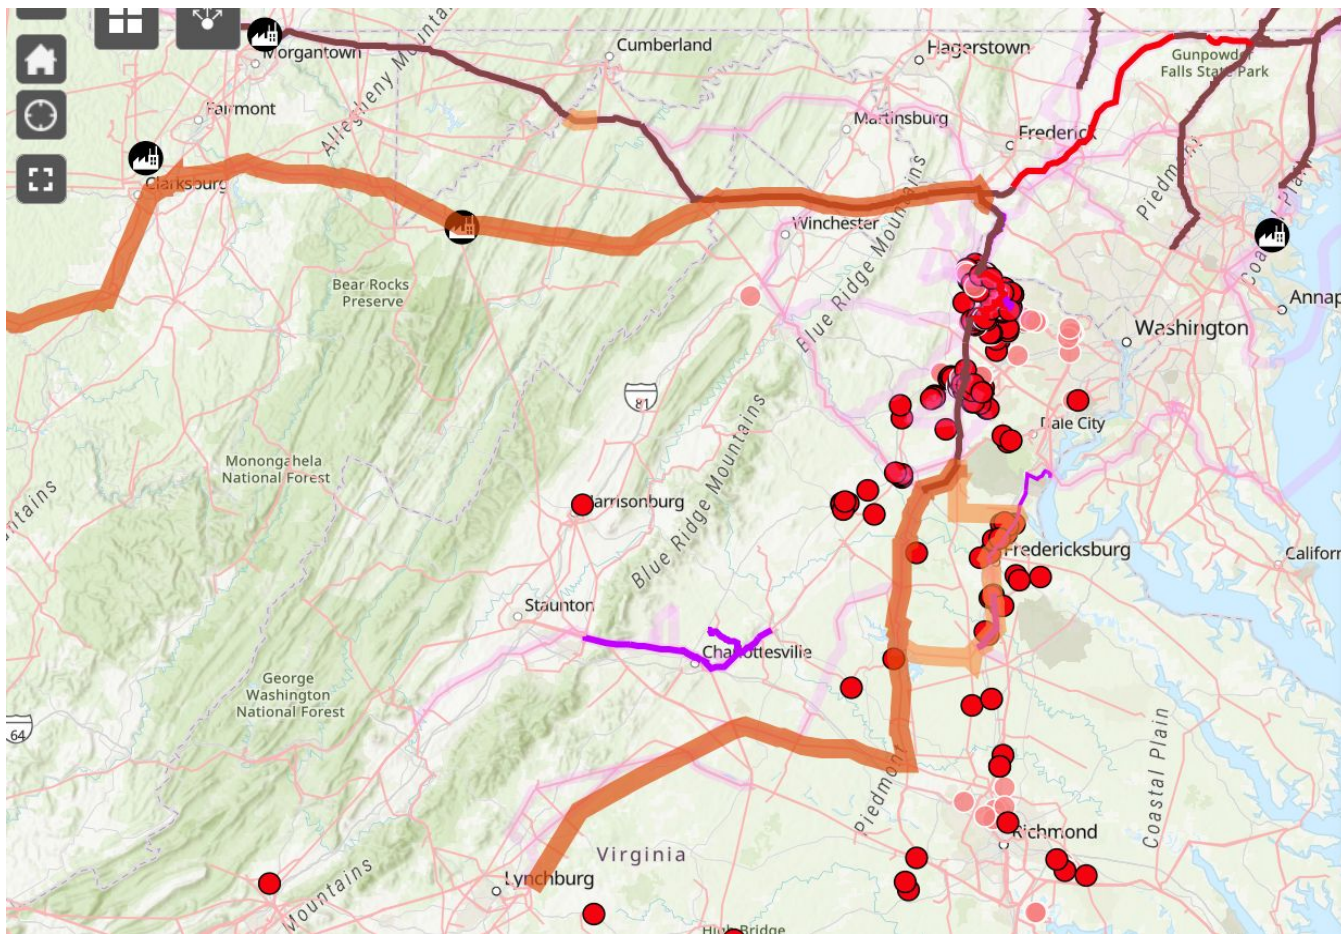 Morgantown
Cumberland
Hagerstown
Gunpowder
Falls State Park
Fairmont
Allegheny Mountai
Martinsburg
Frederick
Piedmont
Clarksburg
Winchester
Coastal Plain
Bear Rocks
Preserve
Blue Ridge Mountains
Annap
Washington
81
Dale City
Monongahela
National Forest
Blue Ridge Mountains
ountains
Harrisonburg
Fredericksburg
Californ
Staunton
Charlottesville
George
Washington
National Forest
64
Piedmont
Coastal Plain
Richmond
Virginia
Lynchburg
Mountains
High Bridge